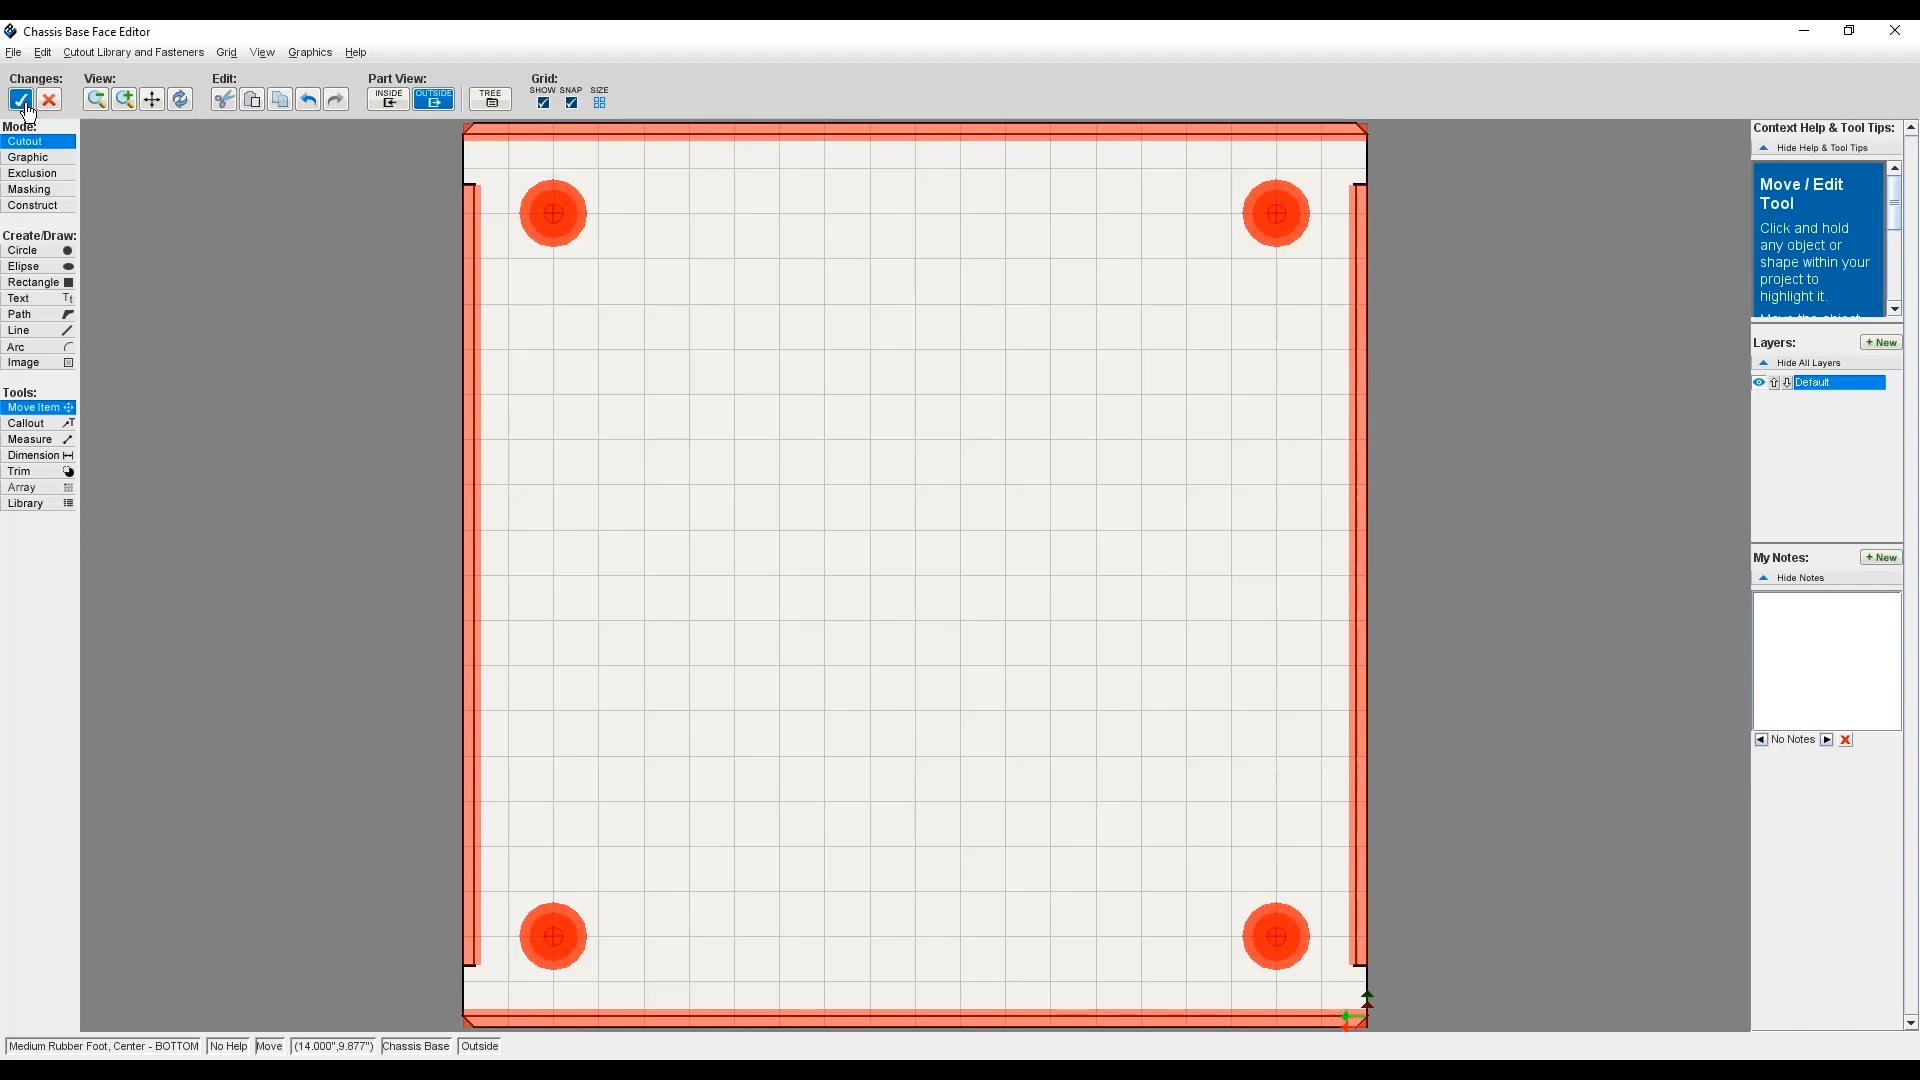 Chassis Base Face Editor
File Edit Cutout Library and Fasteners Grid View Graphics Help
Changes: View: Edit: Part View: Grid:
INSIDE OUTSIDE TREE SHOW SNAP SIZE
Mode:
Cutout
Graphic
Exclusion
Masking
Construct
Create/Draw:
Circle
Elipse
Rectangle
Text Tt
Path
Line
Arc
Image
Tools:
Move Item
Callout T
Measure
Dimension
Trim
Array
Library
Context Help & Tool Tips:
Hide Help & Tool Tips
Move / Edit
Tool
Click and hold
any object or
shape within your
project to
highlight it.
Move the object
Layers: + New
Hide All Layers
Default
My Notes: + New
Hide Notes
No Notes
Medium Rubber Foot, Center - BOTTOM No Help Move (14.000",9.877") Chassis Base Outside